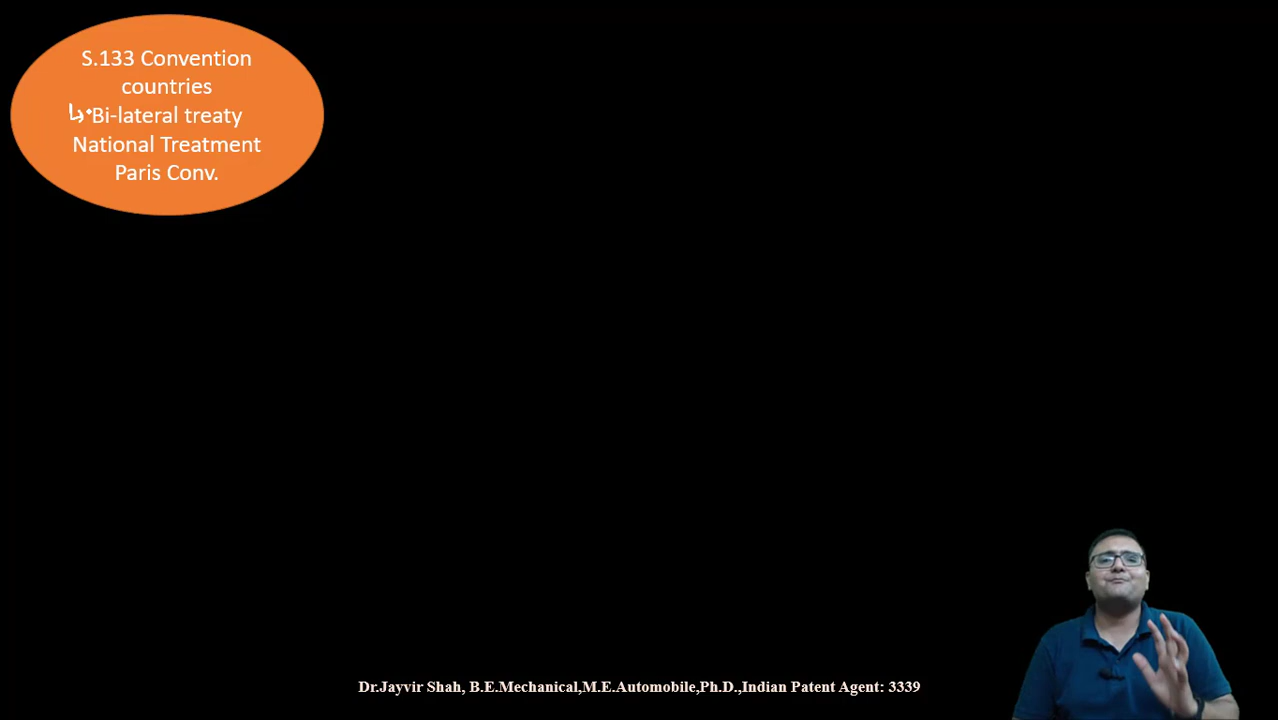 S.133 Convention
countries
Bi-lateral treaty
National Treatment
Paris Conv.
Dr.Jayvir Shah, B.E.Mechanical,M.E.Automobile,Ph.D.,Indian Patent Agent: 3339